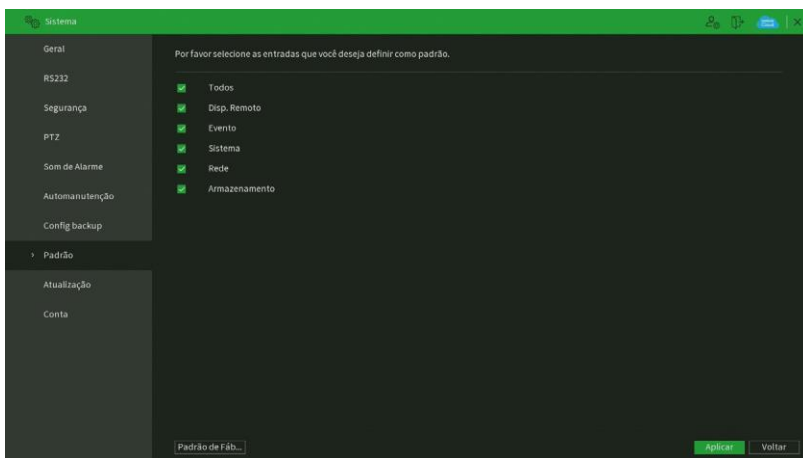 Sistema
Geral
RS232
Segurança
PTZ
Som de Alarme
Automanutenção
Config backup
Padrão
Atualização
Conta
Por favor selecione as entradas que você deseja definir como padrão.
Todos
Disp. Remoto
Evento
Sistema
Rede
Armazenamento
Padrão de Fáb...
Aplicar
Voltar